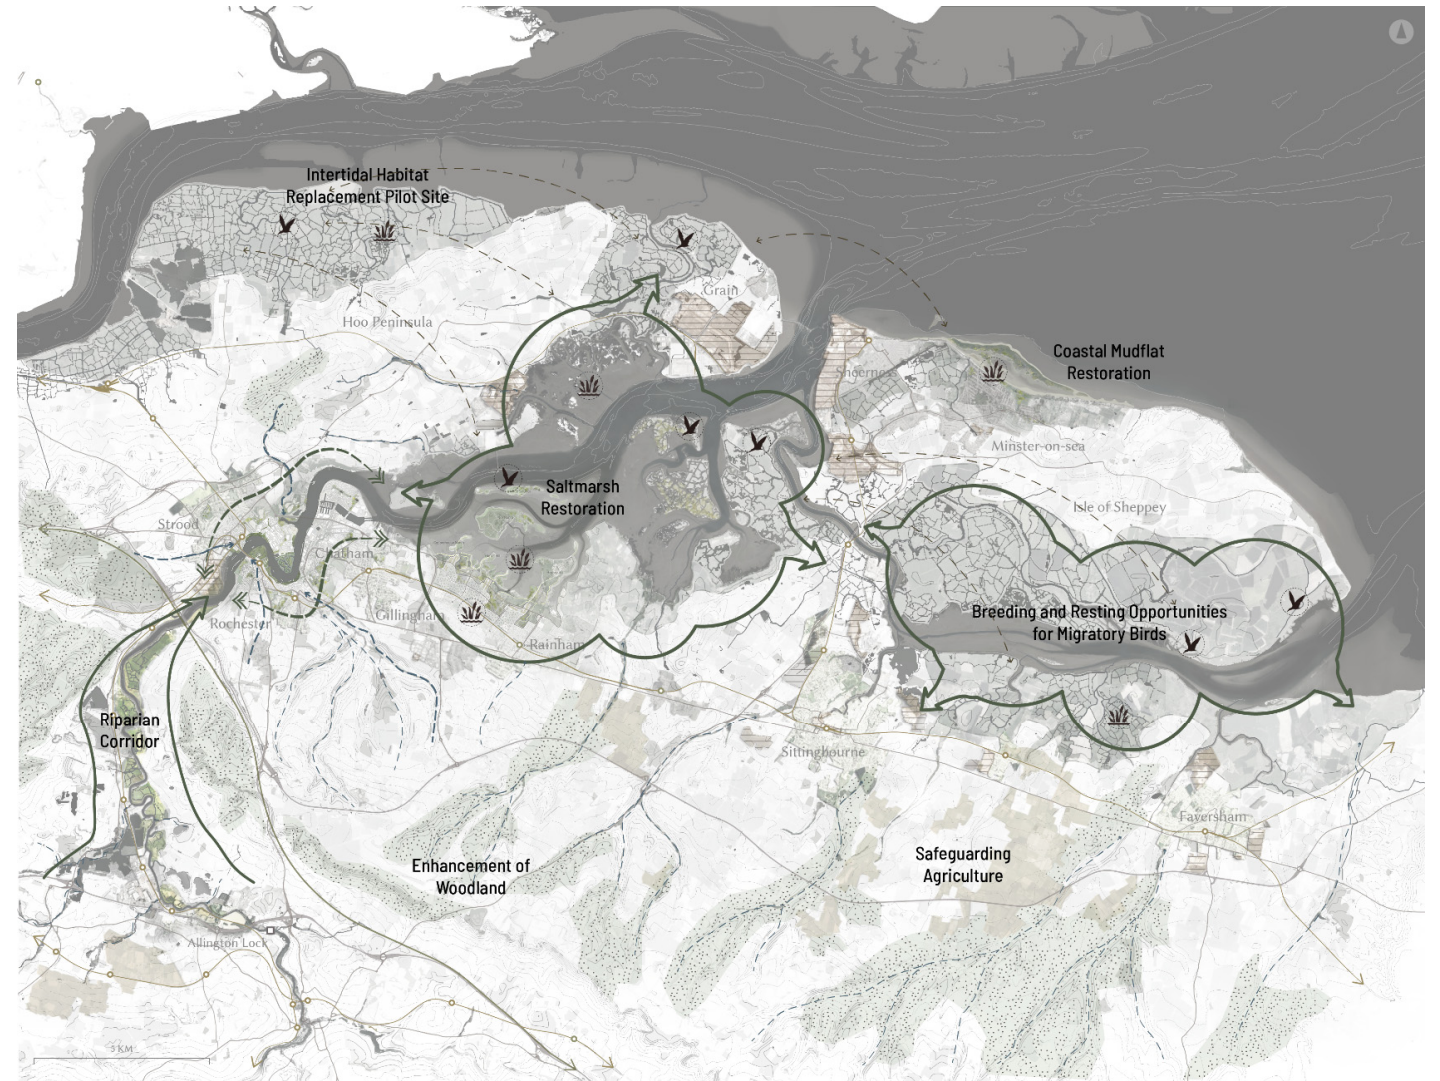 Intertidal Habitat
Replacement Pilot Site
Grain
Hoo Peninsula
Coastal Mudflat
Restoration
Sheerness
Minster-on-sea
Saltmarsh
Restoration
Isle of Sheppey
Strood
Chatham
Breeding and Resting Opportunities
for Migratory Birds
Gillingham
Rochester
Rainham
Riparian
Corridor
Sittingbourne
Faversham
Enhancement of
Woodland
Safeguarding
Agriculture
Allington Lock
5 KM